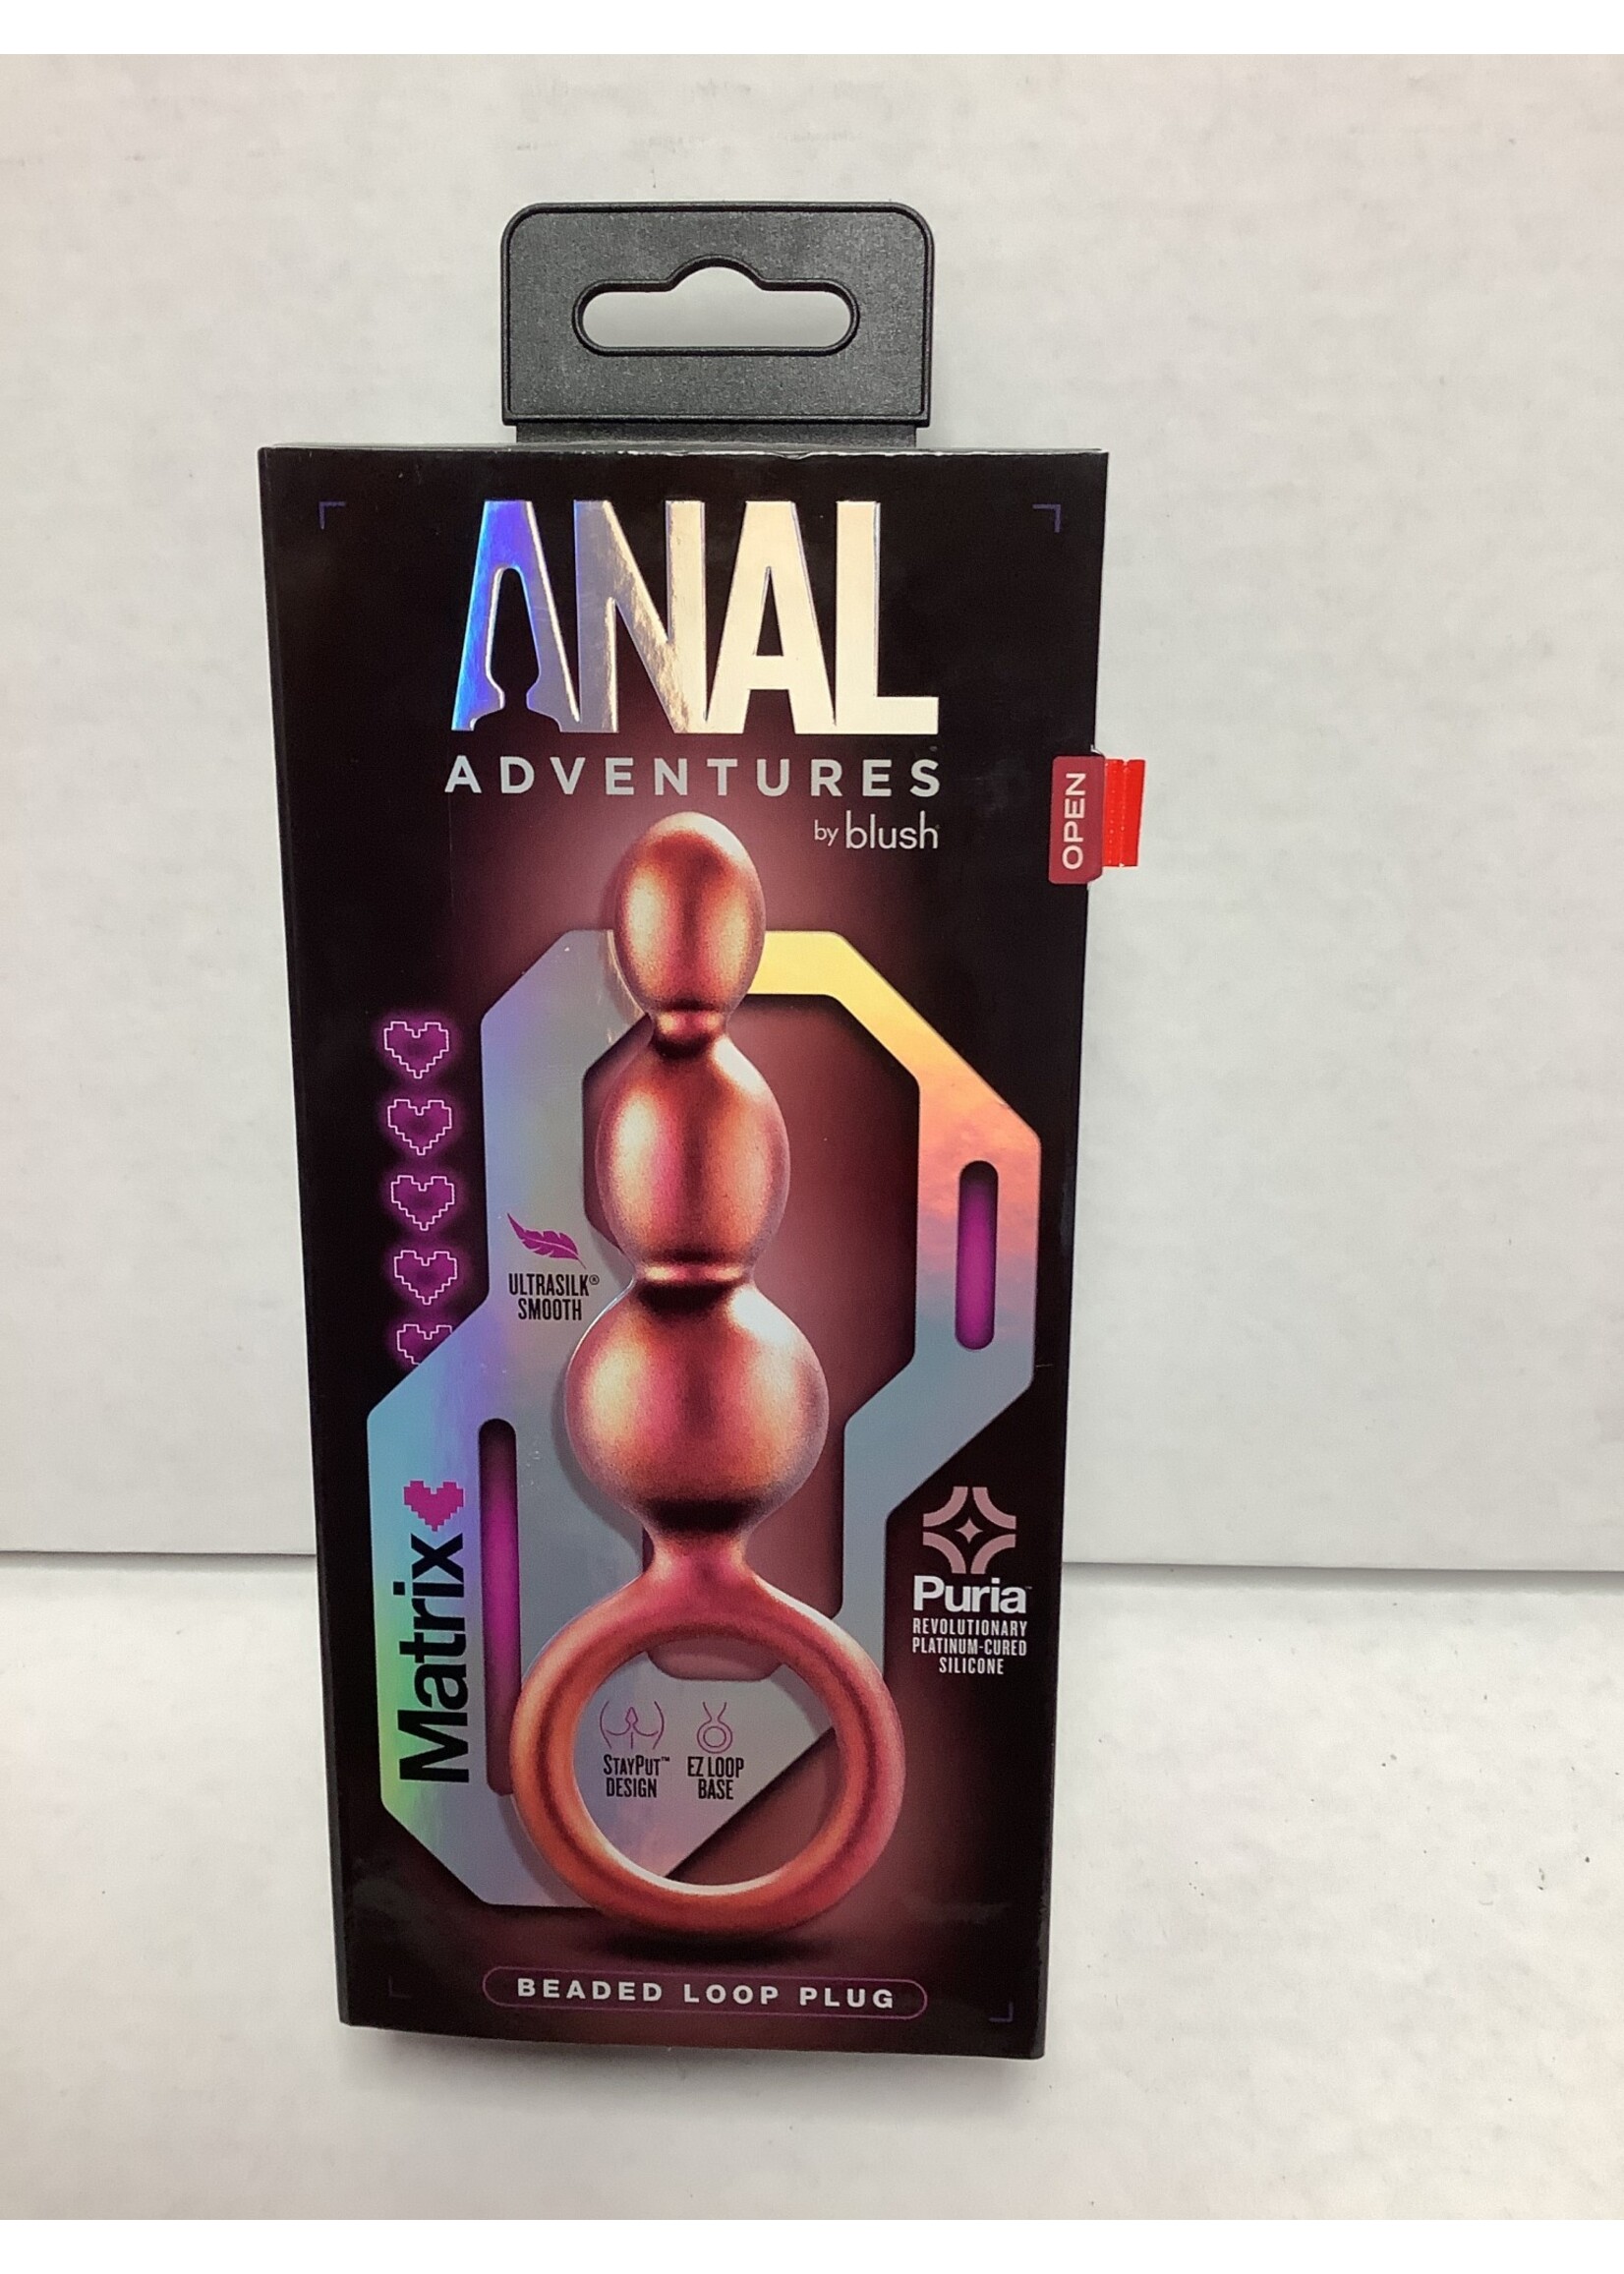 ANAL
ADVENTURES
by blush
OPEN
ULTRASILK®
SMOOTH
Matrix
Puria™
REVOLUTIONARY
PLATINUM-CURED
SILICONE
STAYPUT™
DESIGN
EZ LOOP
BASE
BEADED LOOP PLUG